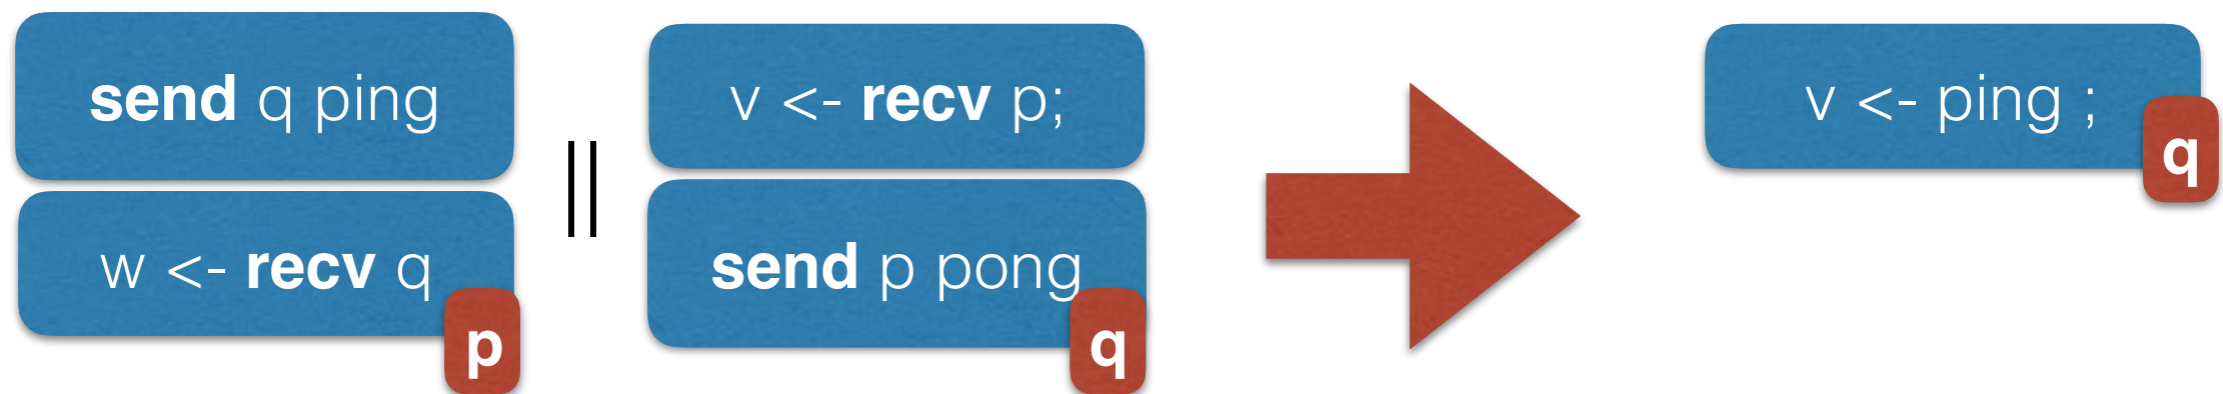 send q ping
w <- recv q
p
||
v <- recv p;
send p pong
q
v <- ping ;
q